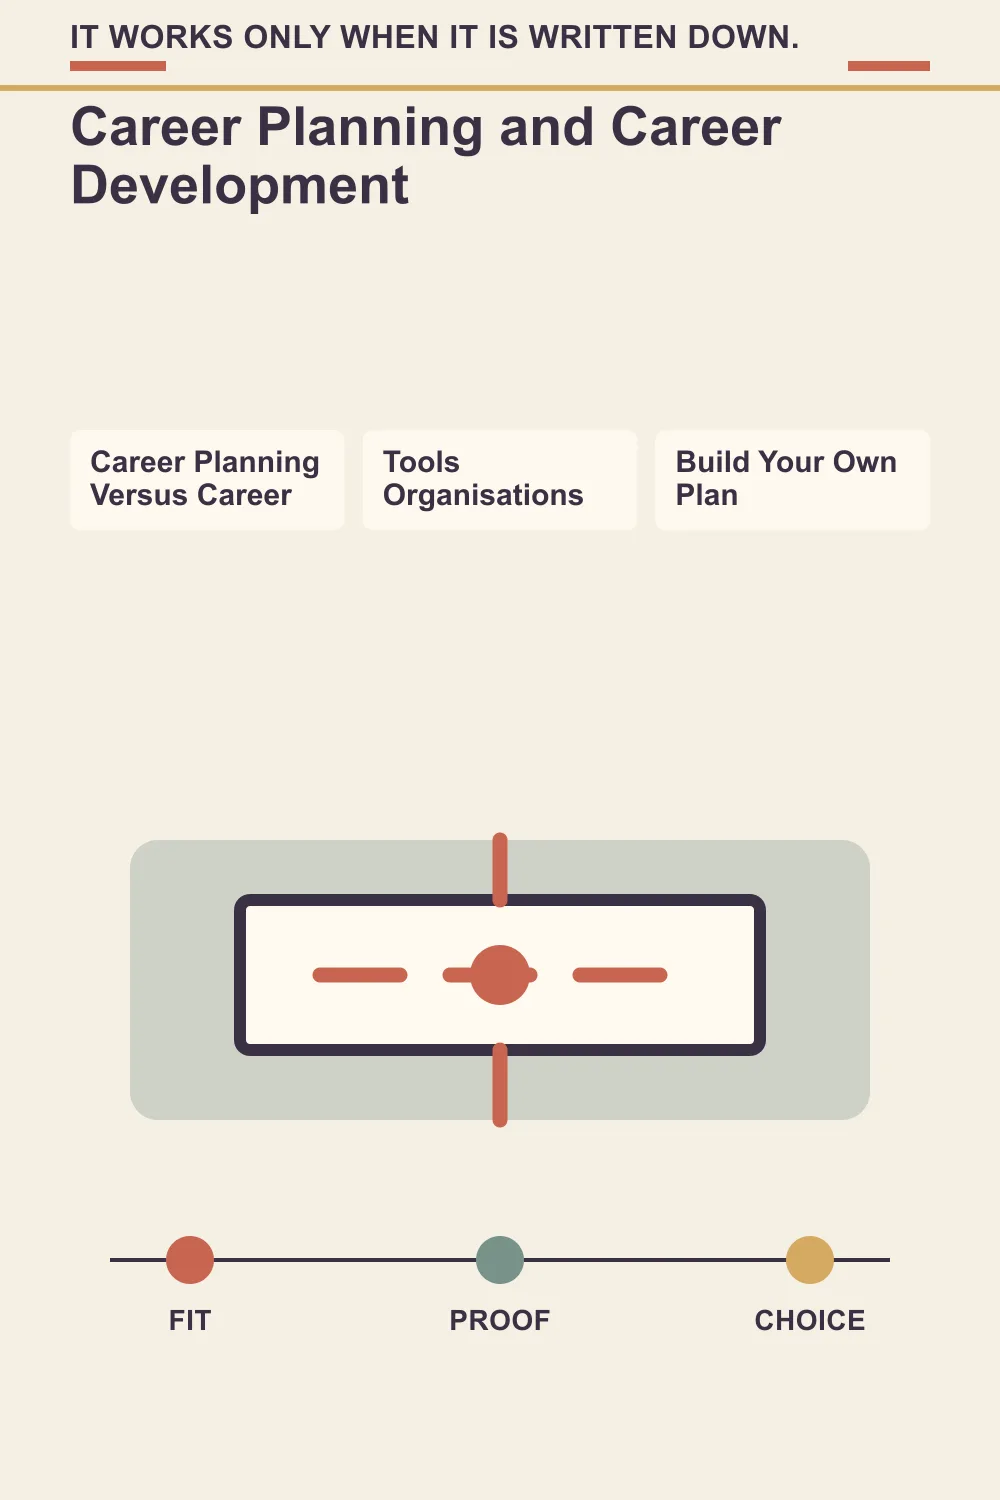 IT WORKS ONLY WHEN IT IS WRITTEN DOWN.
Career Planning and Career
Development
Career Planning
Versus Career
Tools
Organisations
Build Your Own
Plan
FIT
PROOF
CHOICE